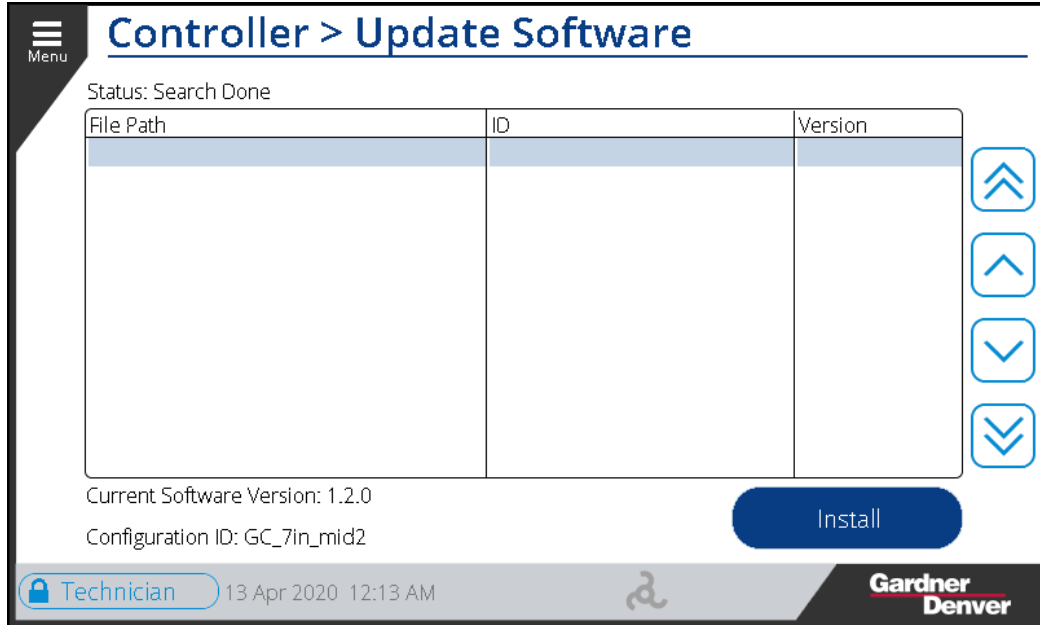 Controller > Update Software
Menu
Status: Search Done
File Path ID Version
Current Software Version: 1.2.0
Install
Configuration ID: GC_7in_mid2
Technician 13 Apr 2020 12:13 AM
Gardner
Denver